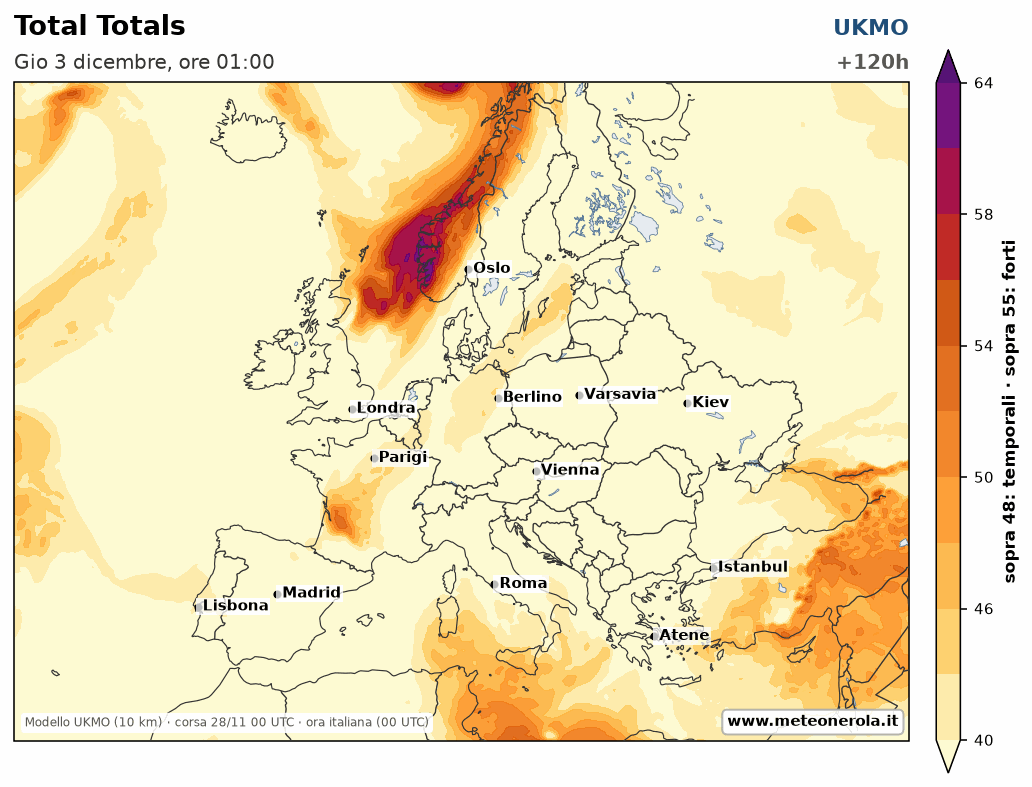 Total Totals
UKMO
Gio 3 dicembre, ore 01:00
+120h
64
58
54
50
46
40
sopra 48: temporali · sopra 55: forti
Oslo
Berlino
Varsavia
Kiev
Londra
Parigi
Vienna
Istanbul
Roma
Madrid
Lisbona
Atene
Modello UKMO (10 km) · corsa 28/11 00 UTC · ora italiana (00 UTC)
www.meteonerola.it